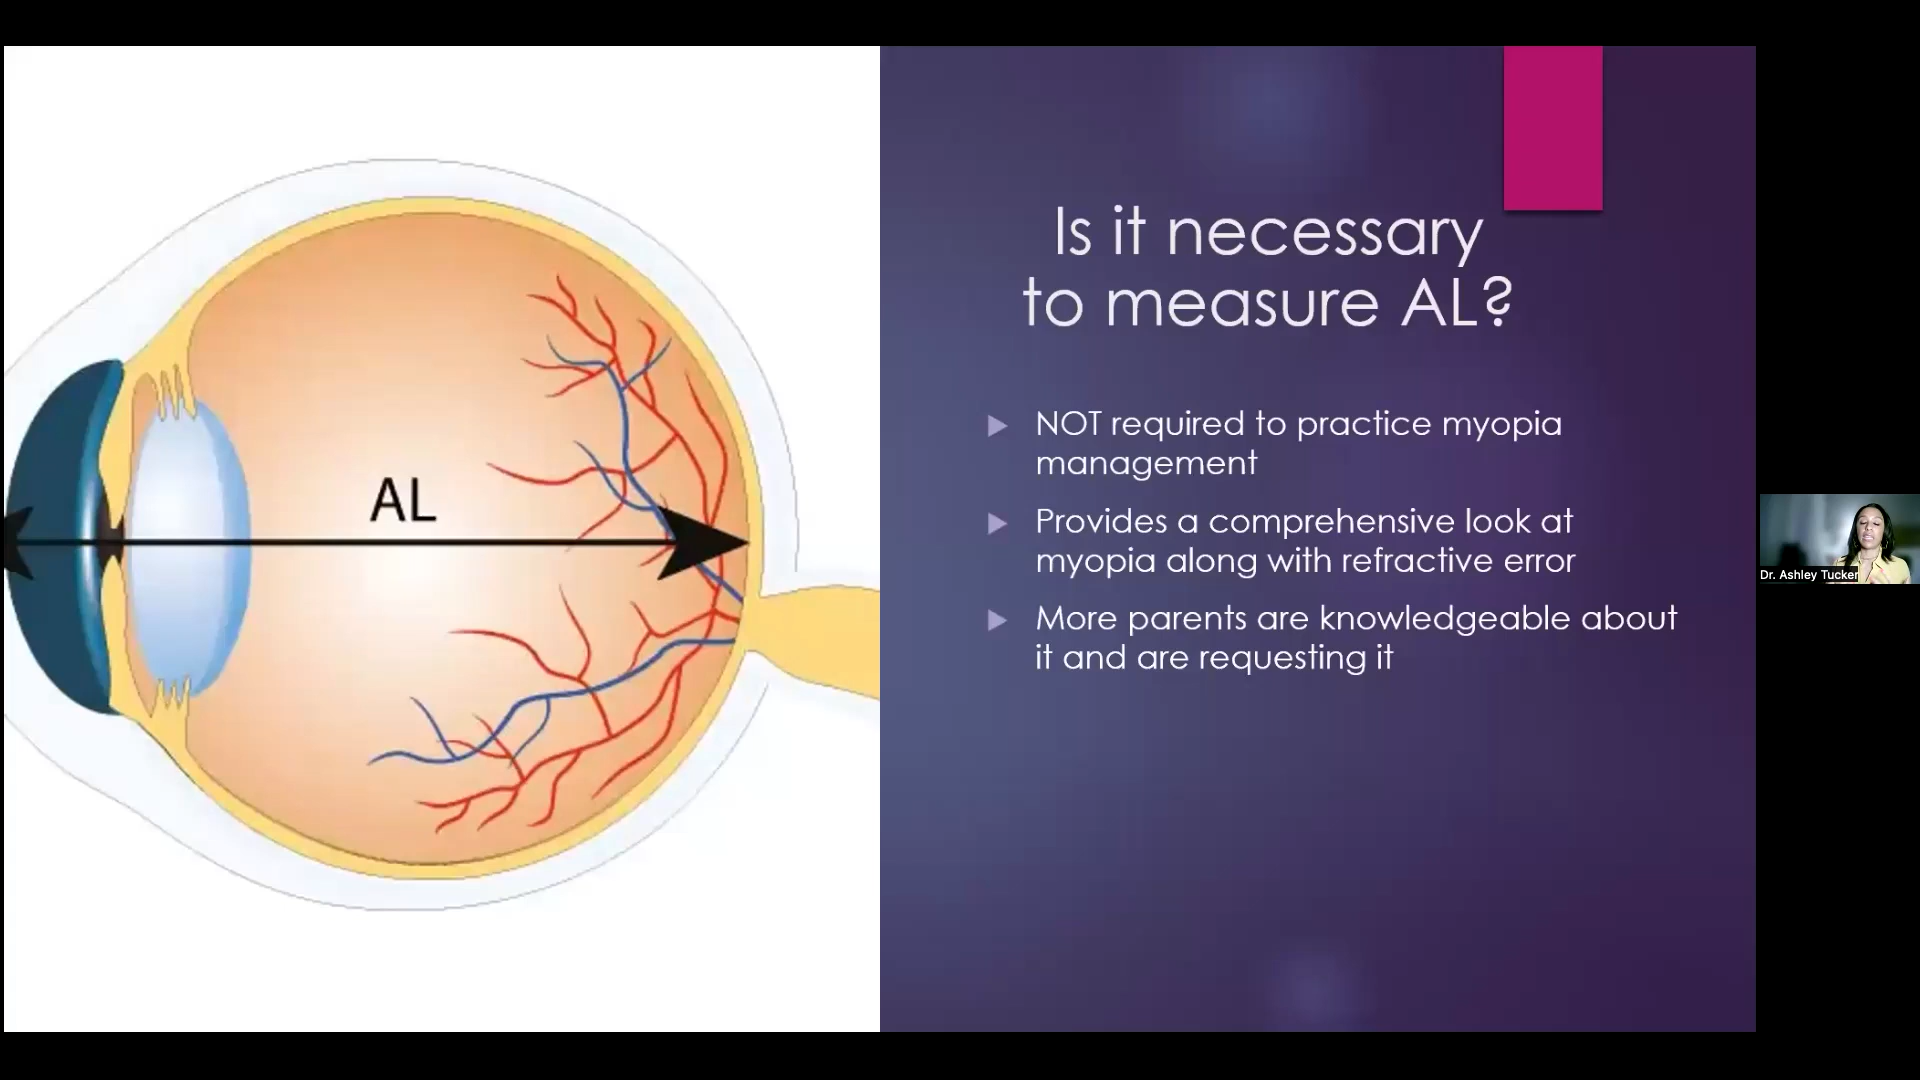 AL
Is it necessary
to measure AL?
NOT required to practice myopia
management
Provides a comprehensive look at
myopia along with refractive error
More parents are knowledgeable about
it and are requesting it
Dr. Ashley Tucker